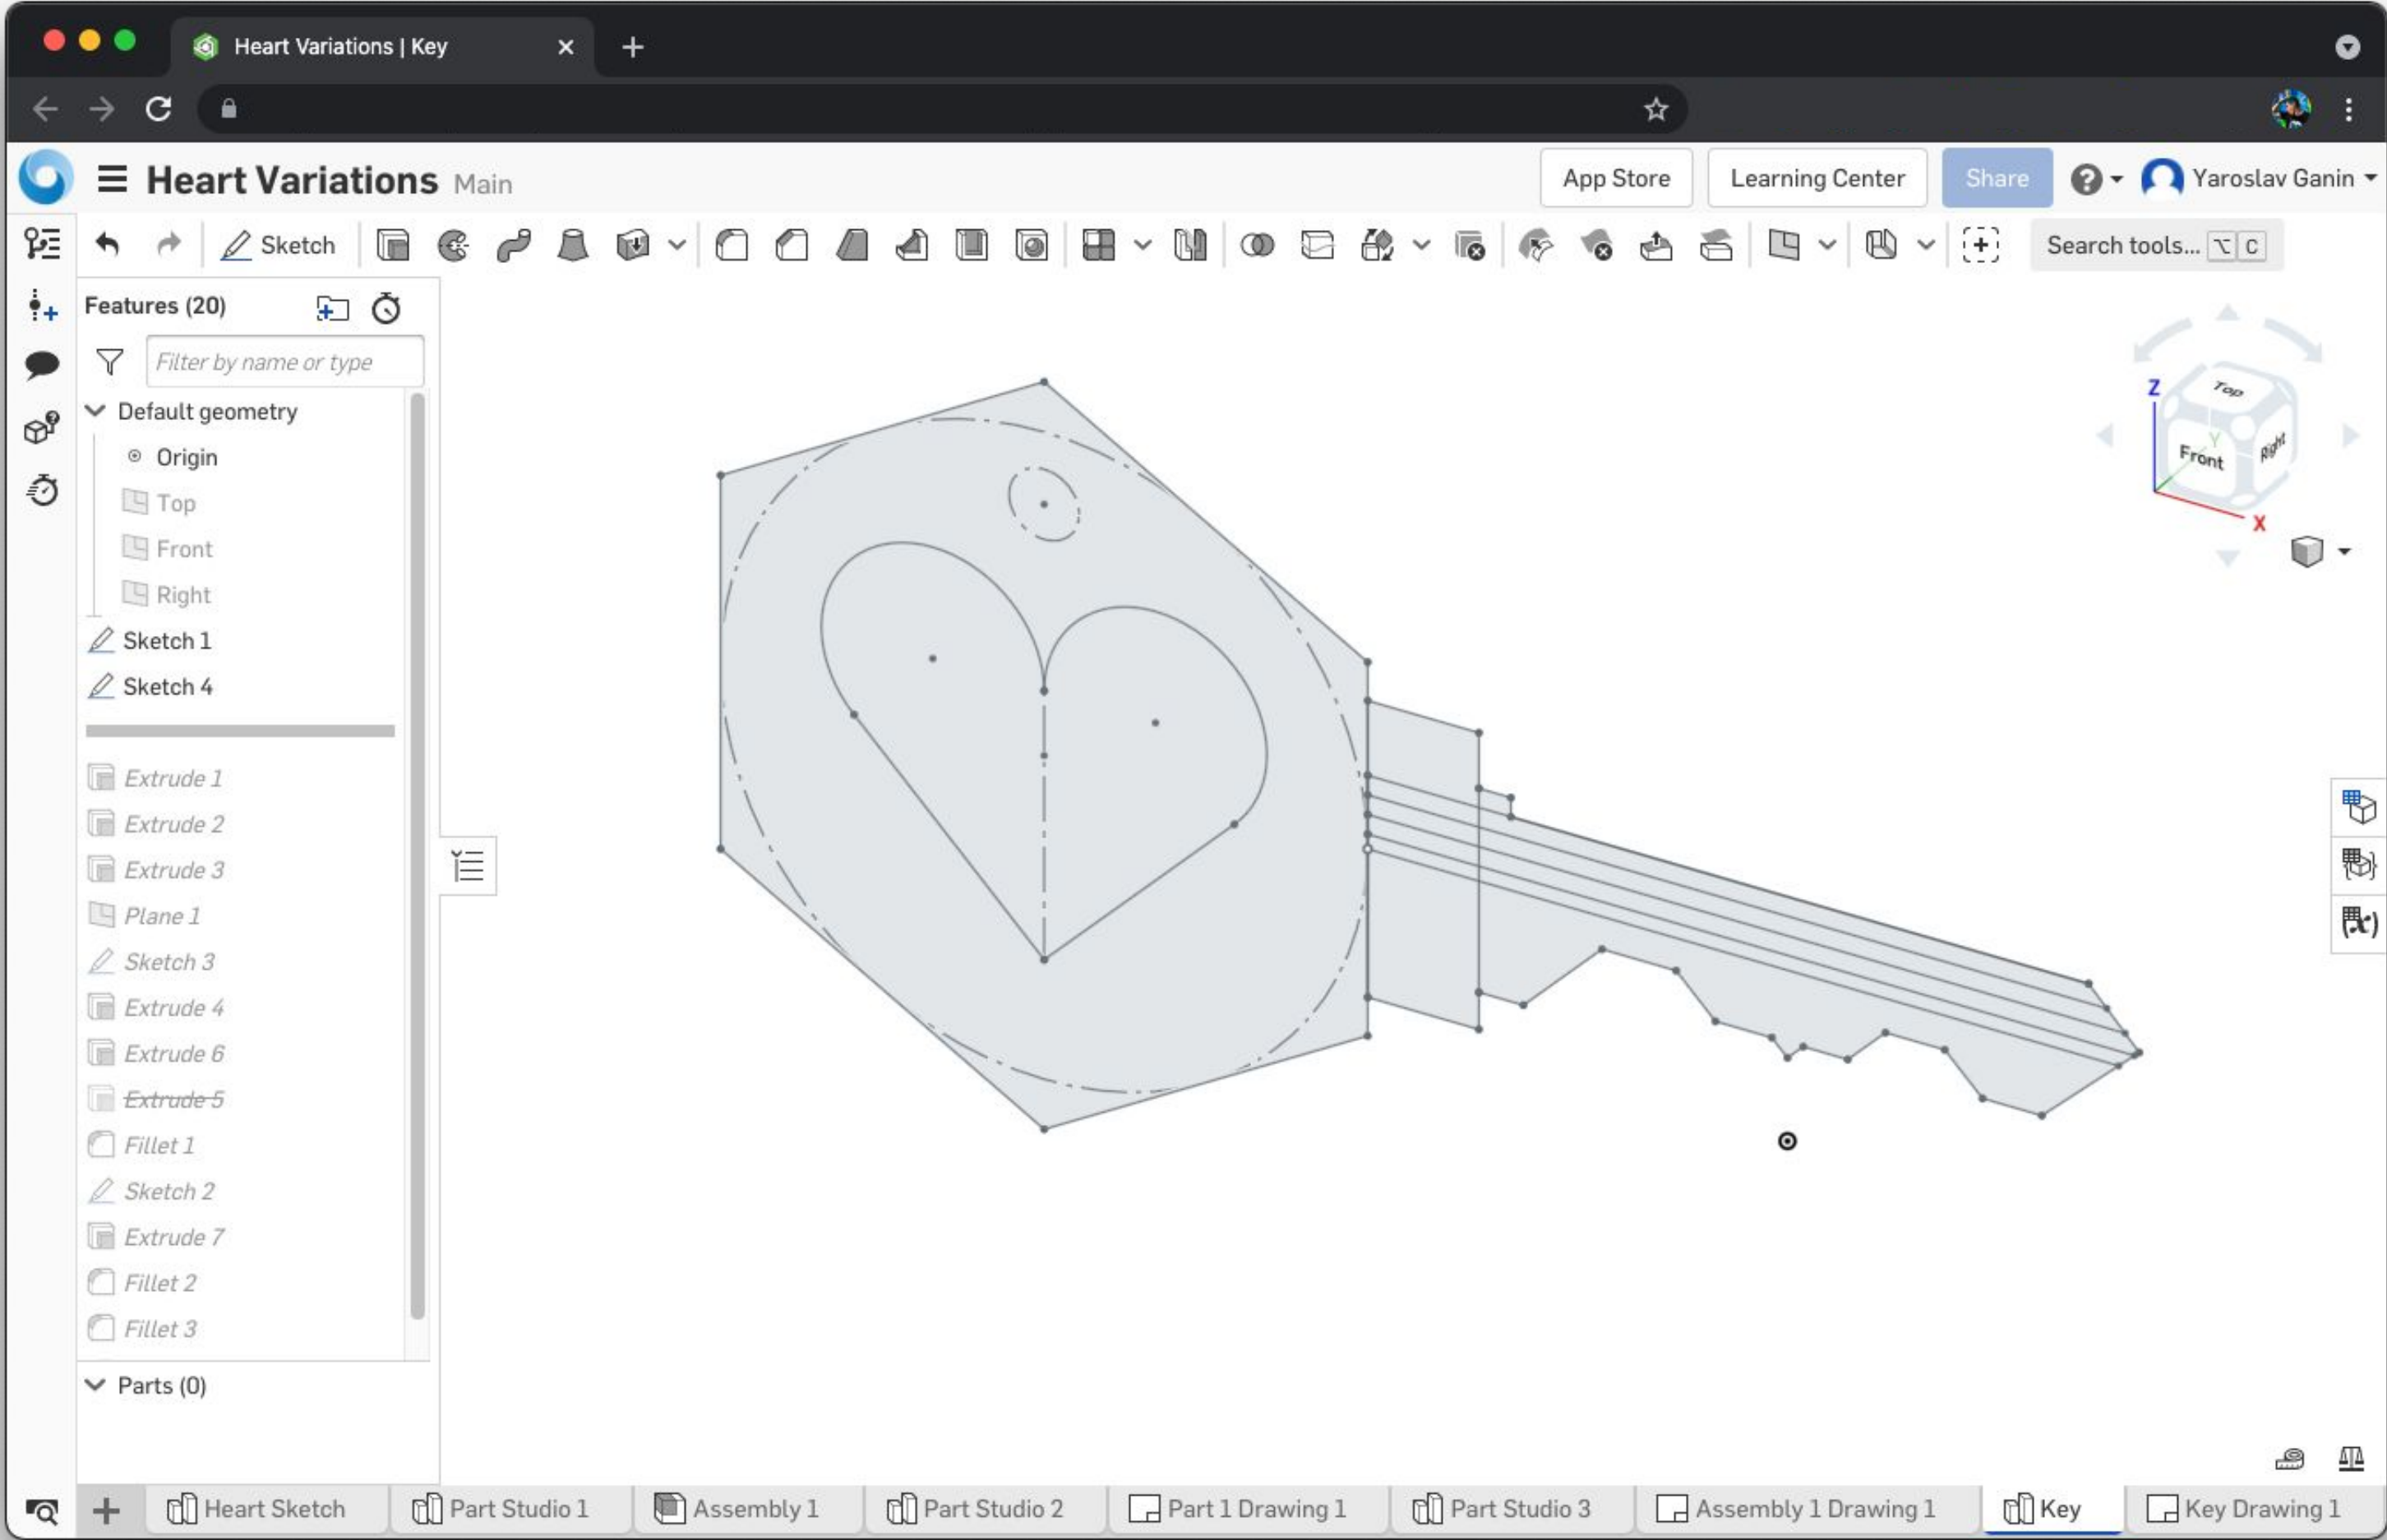 Heart Variations | Key
Heart Variations Main
App Store
Learning Center
Share
Yaroslav Ganin
Sketch
Search tools... ⌥ C
Features (20)
Filter by name or type
Default geometry
Origin
Top
Front
Right
Sketch 1
Sketch 4
Extrude 1
Extrude 2
Extrude 3
Plane 1
Sketch 3
Extrude 4
Extrude 6
Extrude 5
Fillet 1
Sketch 2
Extrude 7
Fillet 2
Fillet 3
Parts (0)
Z
Top
Y
Front
Right
X
(x)
Heart Sketch
Part Studio 1
Assembly 1
Part Studio 2
Part 1 Drawing 1
Part Studio 3
Assembly 1 Drawing 1
Key
Key Drawing 1